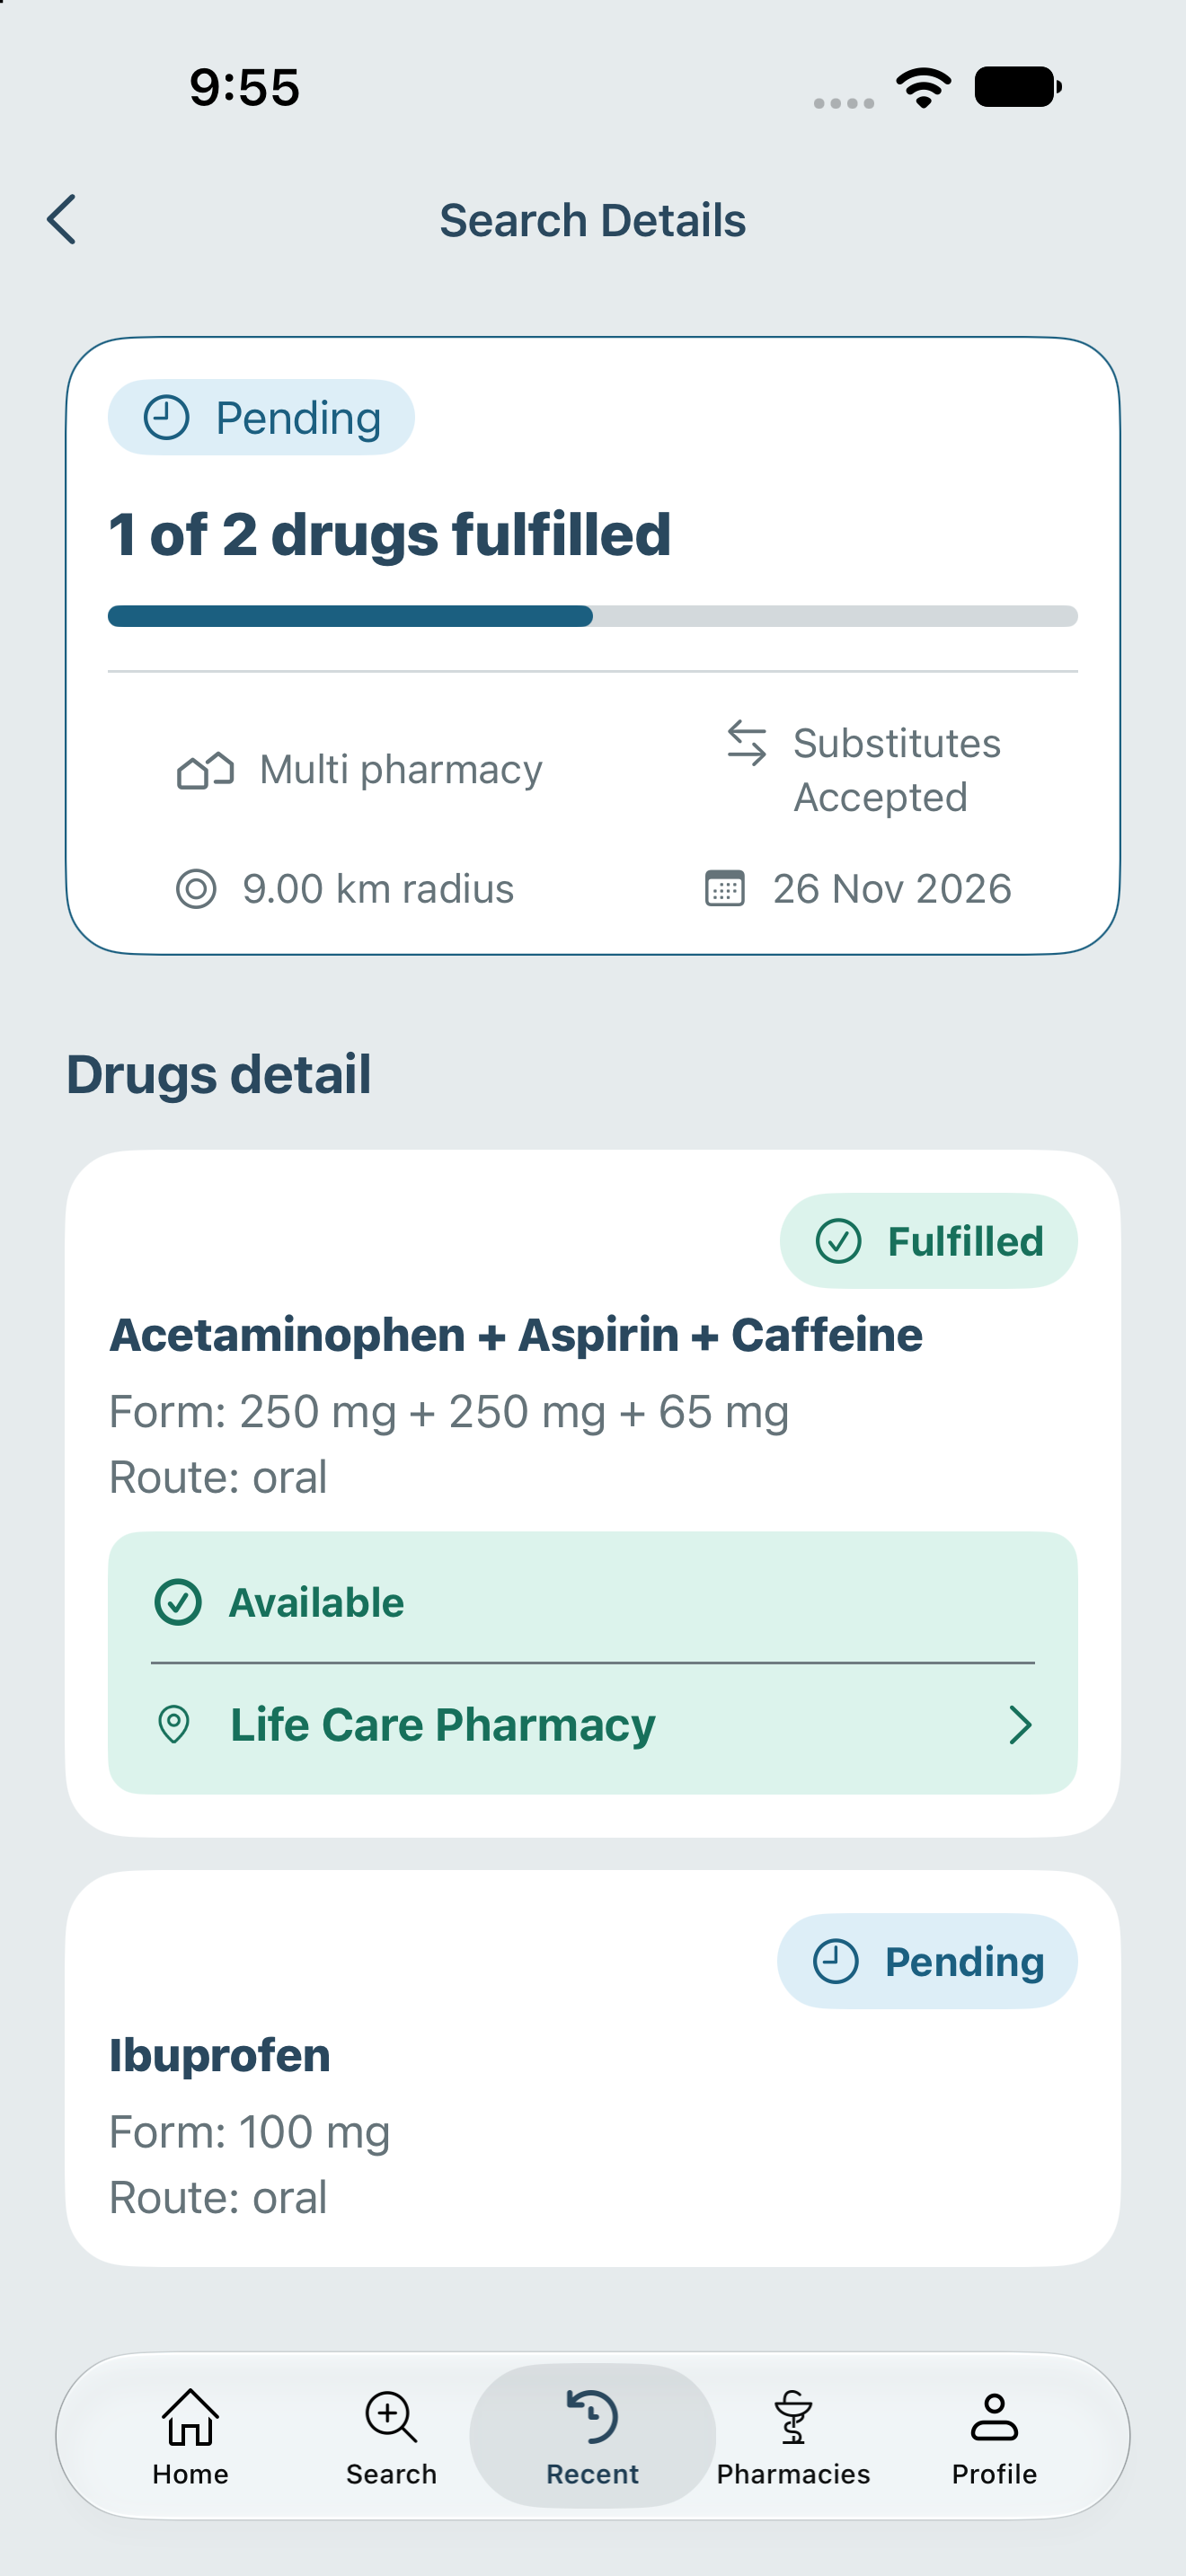 9:55
Search Details
Pending
1 of 2 drugs fulfilled
Multi pharmacy
Substitutes
Accepted
9.00 km radius
26 Nov 2026
Drugs detail
Fulfilled
Acetaminophen + Aspirin + Caffeine
Form: 250 mg + 250 mg + 65 mg
Route: oral
Available
Life Care Pharmacy
Pending
Ibuprofen
Form: 100 mg
Route: oral
Home
Search
Recent
Pharmacies
Profile